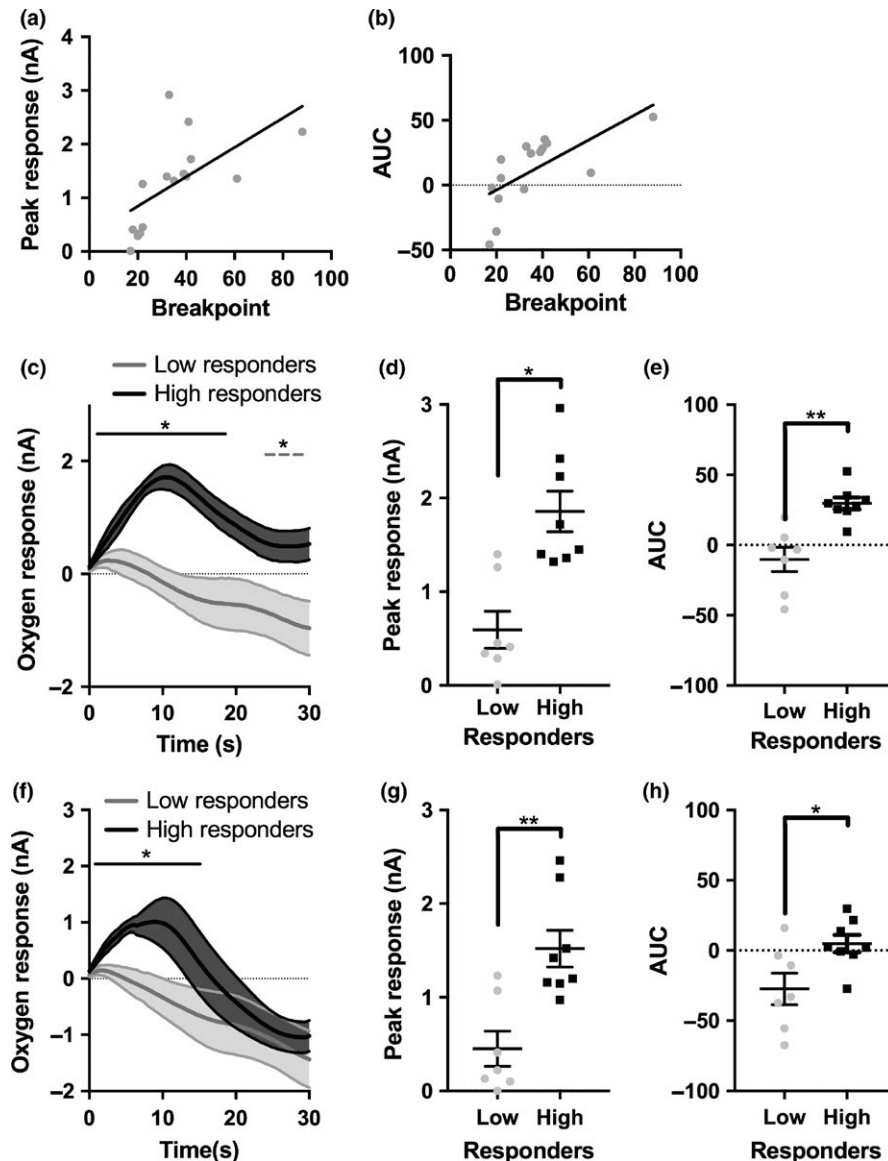 (a)
Peak response (nA)
4
3
2
1
0
0 20 40 60 80 100
Breakpoint
(b)
AUC
100
50
0
–50
0 20 40 60 80 100
Breakpoint
(c)
Low responders
High responders
Oxygen response (nA)
*
*
2
0
–2
0 10 20 30
Time (s)
(d)
*
Peak response (nA)
3
2
1
0
Low High
Responders
(e)
**
AUC
100
50
0
–50
–100
Low High
Responders
(f)
Low responders
High responders
Oxygen response (nA)
*
3
2
1
0
–1
–2
0 10 20 30
Time(s)
(g)
**
Peak response (nA)
3
2
1
0
Low High
Responders
(h)
*
AUC
100
50
0
–50
–100
Low High
Responders